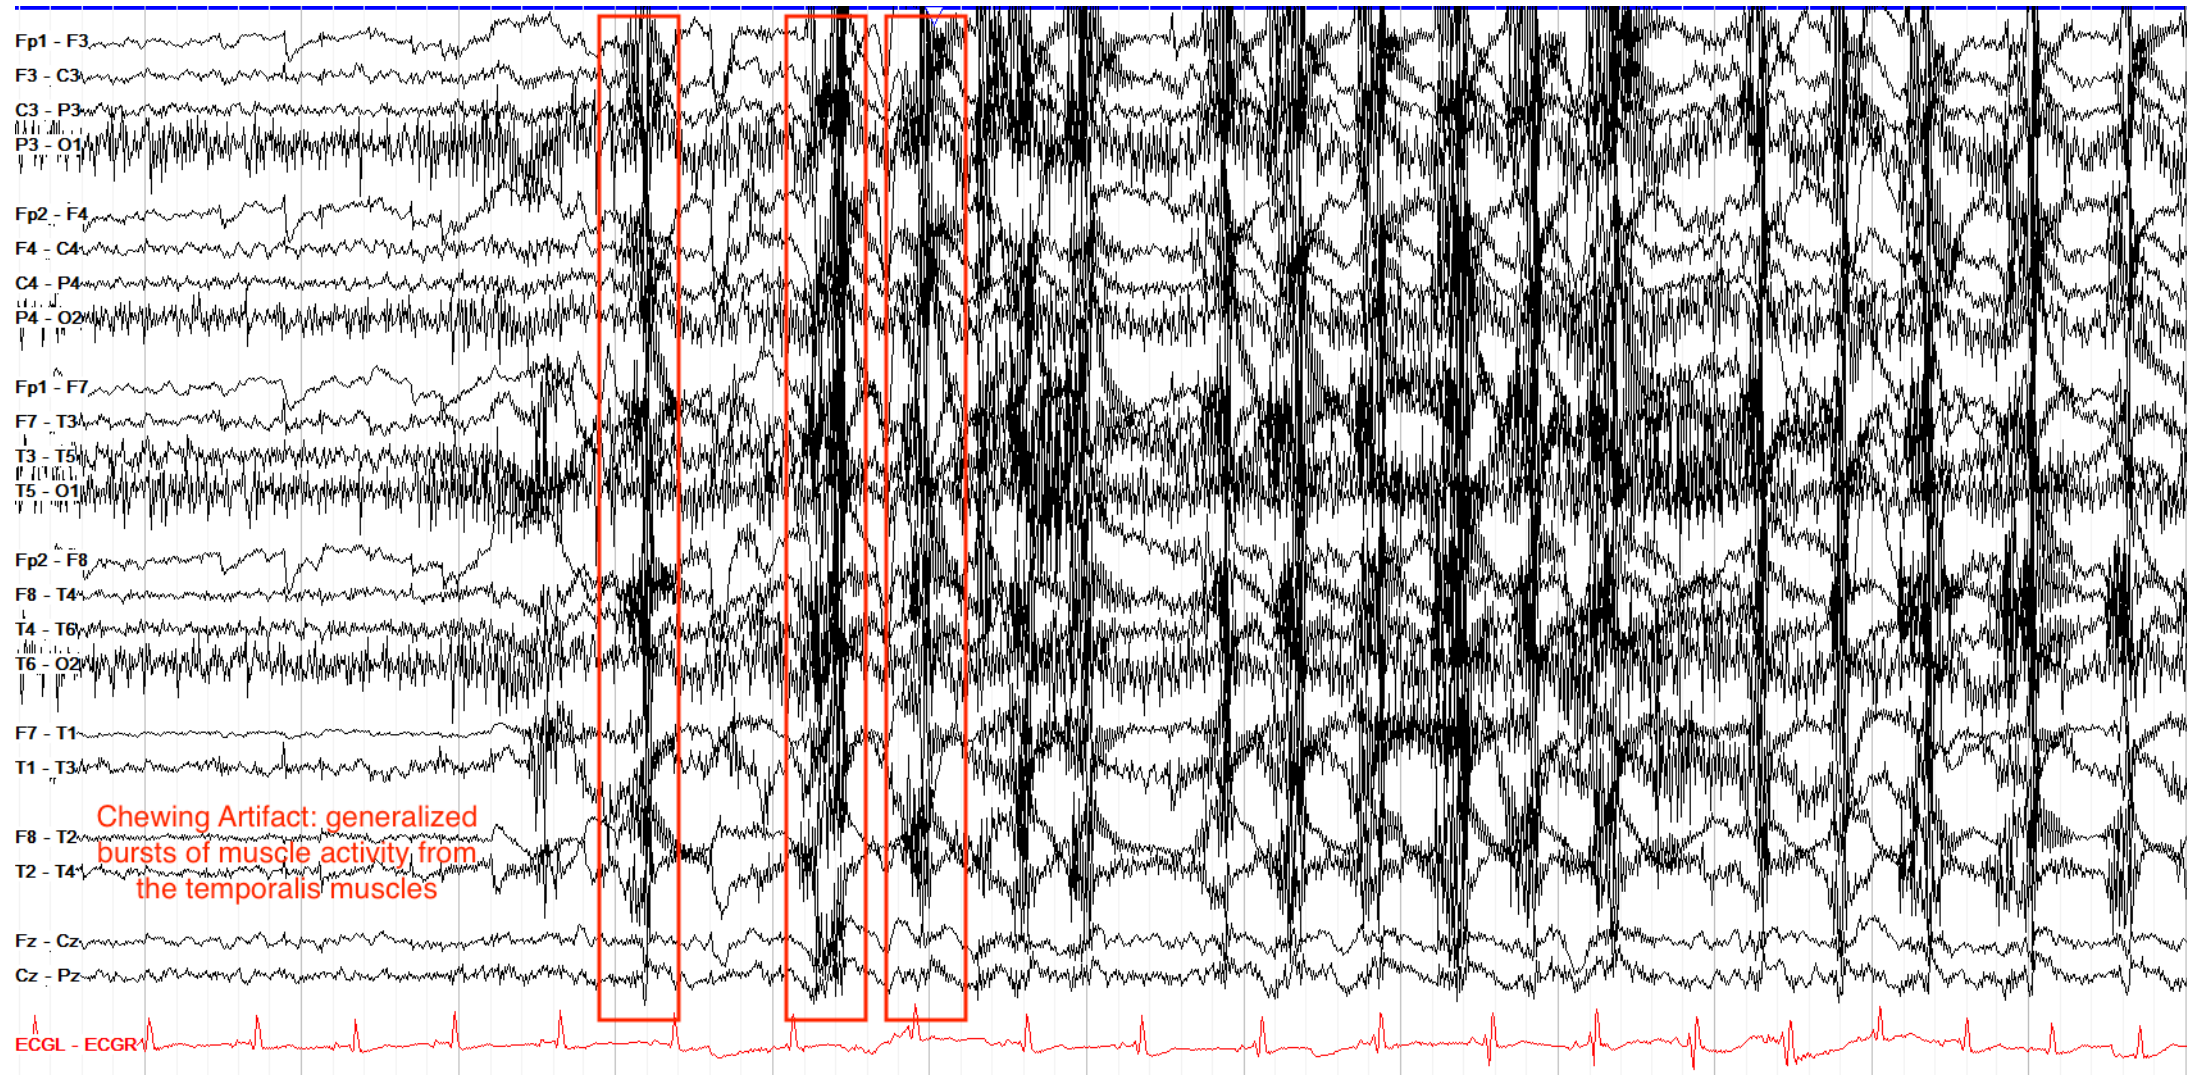 Fp1 - F3
F3 - C3
C3 - P3
P3 - O1
Fp2 - F4
F4 - C4
C4 - P4
P4 - O2
Fp1 - F7
F7 - T3
T3 - T5
T5 - O1
Fp2 - F8
F8 - T4
T4 - T6
T6 - O2
F7 - T1
T1 - T3
Chewing Artifact: generalized
F8 - T2
bursts of muscle activity from
T2 - T4
the temporalis muscles
Fz - Cz
Cz - Pz
ECGL - ECGR